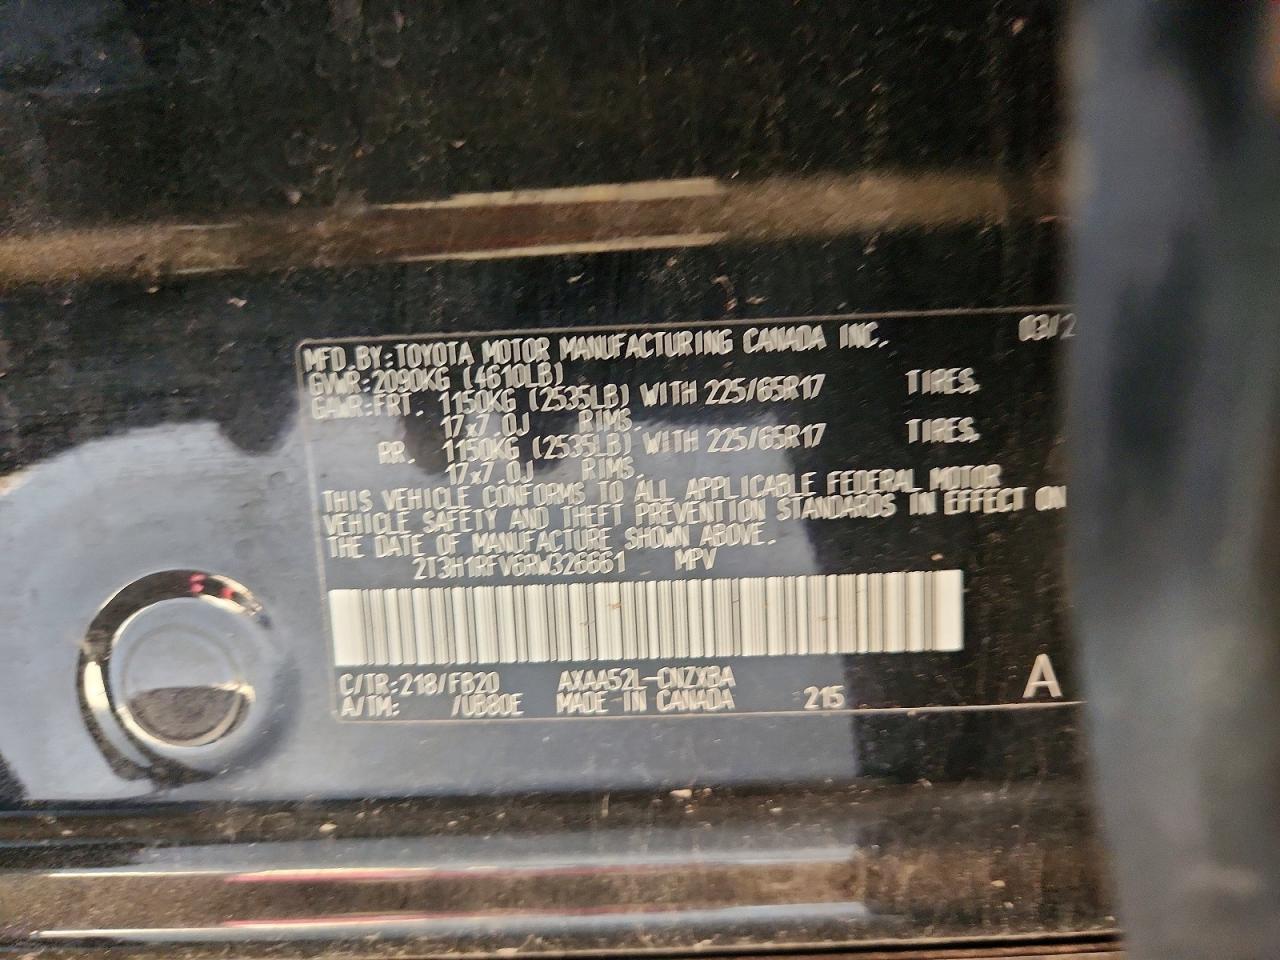 MFD.BY:TOYOTA MOTOR MANUFACTURING CANADA INC. 03/2
GVWR:2090KG (4610LB)
GAWR:FRT. 1150KG (2535LB) WITH 225/65R17 TIRES,
17x7.0J RIMS.
RR. 1150KG (2535LB) WITH 225/65R17 TIRES,
17x7.0J RIMS.
THIS VEHICLE CONFORMS TO ALL APPLICABLE FEDERAL MOTOR
VEHICLE SAFETY AND THEFT PREVENTION STANDARDS IN EFFECT ON
THE DATE OF MANUFACTURE SHOWN ABOVE.
2T3H1RFV6RW326661 MPV
C/TR:218/FB20 AXAA52L-CNZXBA
A/TM: /UB80E MADE-IN CANADA 215 A